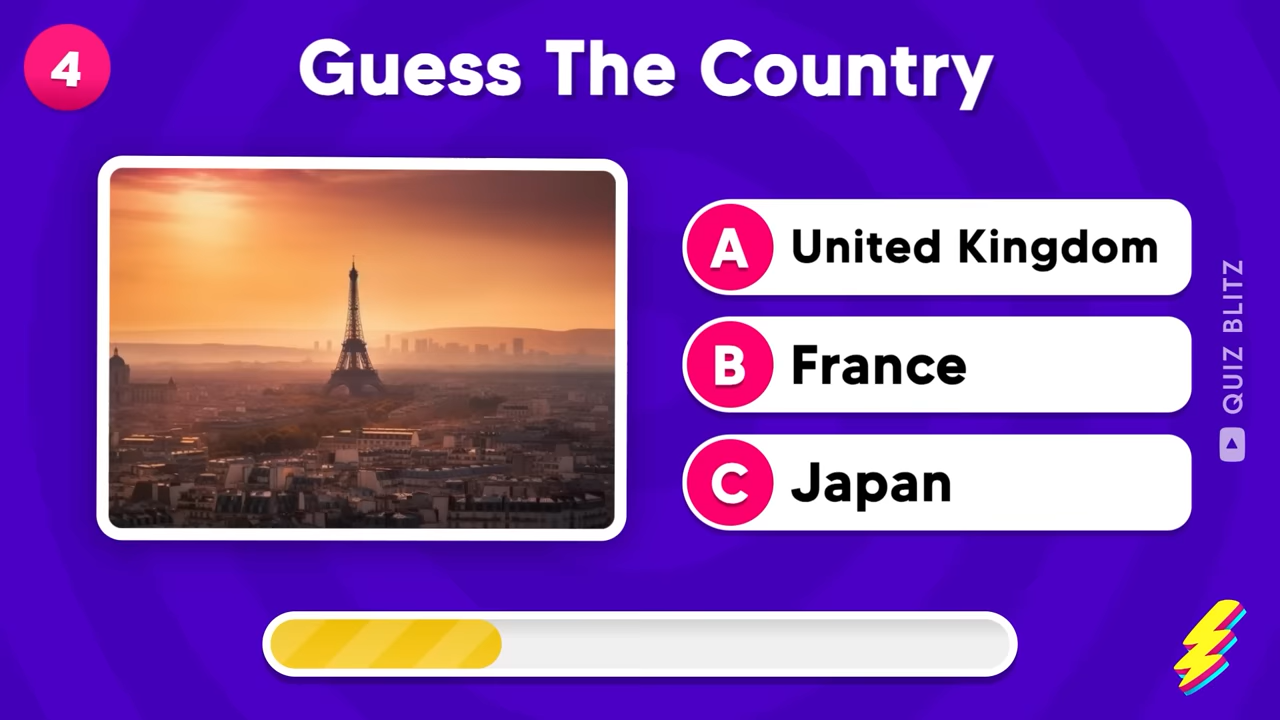 4
Guess The Country
A United Kingdom
B France
C Japan
QUIZ BLITZ